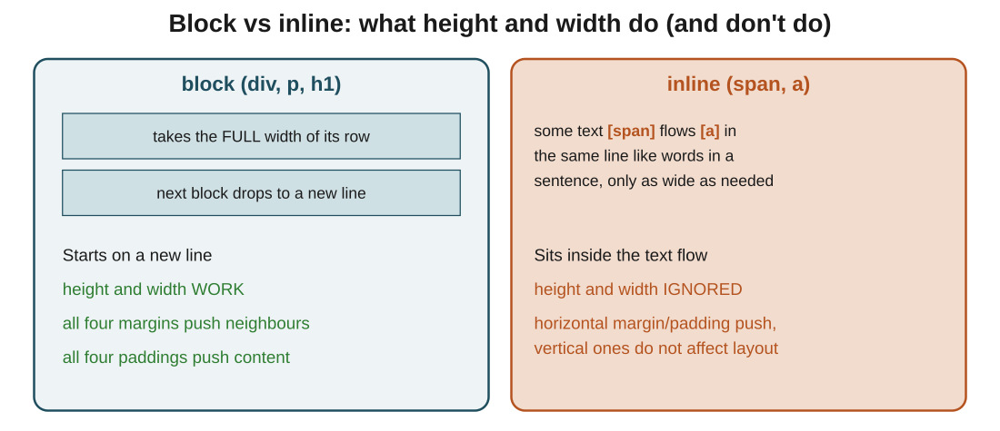 Block vs inline: what height and width do (and don't do)
block (div, p, h1)
takes the FULL width of its row
next block drops to a new line
Starts on a new line
height and width WORK
all four margins push neighbours
all four paddings push content
inline (span, a)
some text [span] flows [a] in
the same line like words in a
sentence, only as wide as needed
Sits inside the text flow
height and width IGNORED
horizontal margin/padding push,
vertical ones do not affect layout